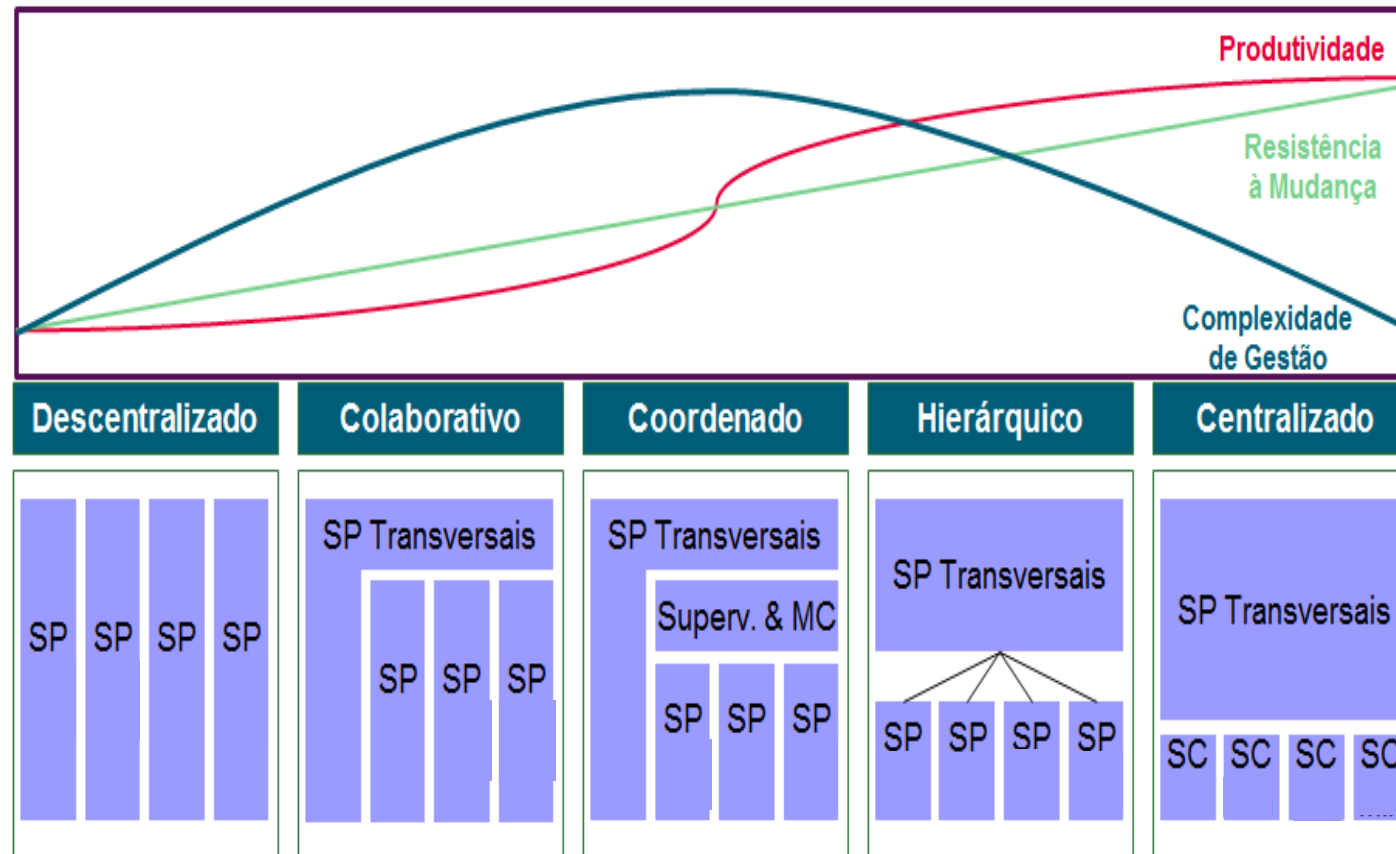 Produtividade
Resistência
à Mudança
Complexidade
de Gestão
Descentralizado
Colaborativo
Coordenado
Hierárquico
Centralizado
SP
SP
SP
SP
SP Transversais
SP
SP
SP
SP Transversais
Superv. & MC
SP
SP
SP
SP Transversais
SP
SP
SP
SP
SP Transversais
SC
SC
SC
SC